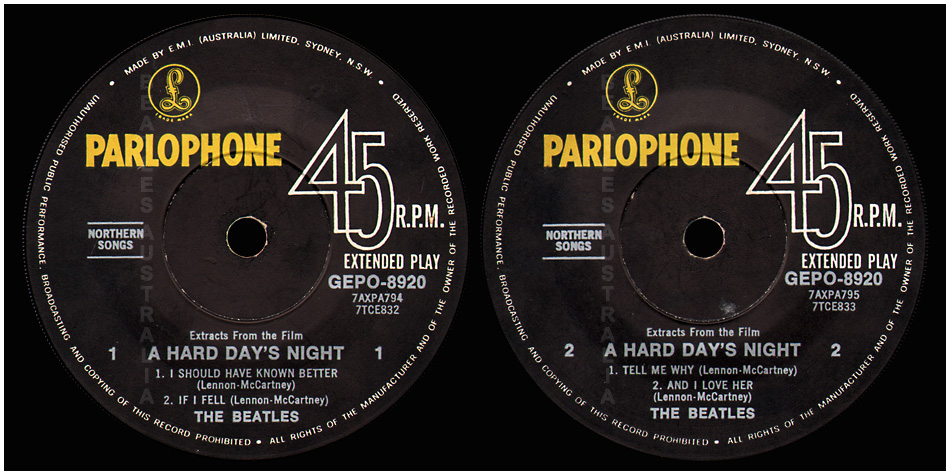 MADE BY E.M.I. (AUSTRALIA) LIMITED, SYDNEY, N.S.W. • UNAUTHORISED PUBLIC PERFORMANCE, BROADCASTING AND COPYING OF THIS RECORD PROHIBITED • ALL RIGHTS OF THE MANUFACTURER AND OF THE OWNER OF THE RECORDED WORK RESERVED •
£
TRADE MARK
PARLOPHONE
45
R.P.M.
NORTHERN
SONGS
EXTENDED PLAY
GEPO-8920
7AXPA794
7TCE832
Extracts From the Film
1 A HARD DAY'S NIGHT 1
1. I SHOULD HAVE KNOWN BETTER
(Lennon-McCartney)
2. IF I FELL (Lennon-McCartney)
THE BEATLES
BEATLES AUSTRALIA
MADE BY E.M.I. (AUSTRALIA) LIMITED, SYDNEY, N.S.W. • UNAUTHORISED PUBLIC PERFORMANCE, BROADCASTING AND COPYING OF THIS RECORD PROHIBITED • ALL RIGHTS OF THE MANUFACTURER AND OF THE OWNER OF THE RECORDED WORK RESERVED •
£
TRADE MARK
PARLOPHONE
45
R.P.M.
NORTHERN
SONGS
EXTENDED PLAY
GEPO-8920
7AXPA795
7TCE833
Extracts From the Film
2 A HARD DAY'S NIGHT 2
1. TELL ME WHY (Lennon-McCartney)
2. AND I LOVE HER
(Lennon-McCartney)
THE BEATLES
BEATLES AUSTRALIA